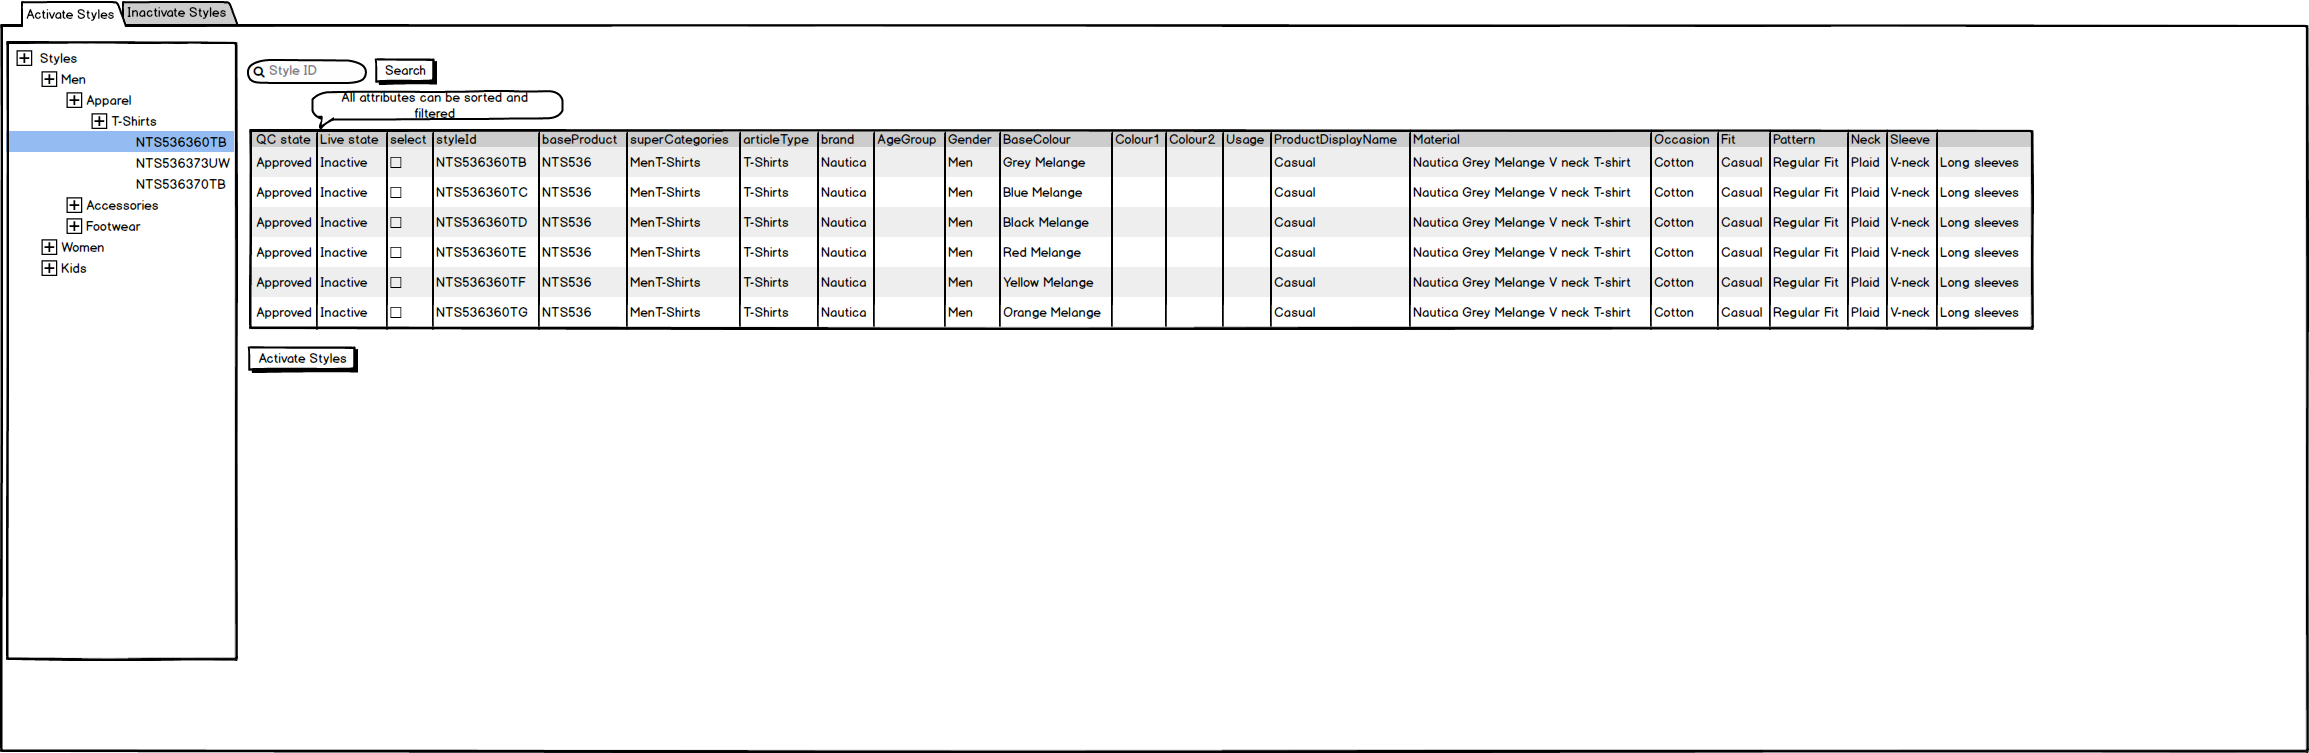 Activate Styles
Inactivate Styles
Styles
Men
Apparel
T-Shirts
NTS536360TB
NTS536373UW
NTS536370TB
Accessories
Footwear
Women
Kids
Style ID
Search
All attributes can be sorted and
filtered
QC state Live state select styleId baseProduct superCategories articleType brand AgeGroup Gender BaseColour Colour1 Colour2 Usage ProductDisplayName Material Occasion Fit Pattern Neck Sleeve
Approved Inactive NTS536360TB NTS536 MenT-Shirts T-Shirts Nautica Men Grey Melange Casual Nautica Grey Melange V neck T-shirt Cotton Casual Regular Fit Plaid V-neck Long sleeves
Approved Inactive NTS536360TC NTS536 MenT-Shirts T-Shirts Nautica Men Blue Melange Casual Nautica Grey Melange V neck T-shirt Cotton Casual Regular Fit Plaid V-neck Long sleeves
Approved Inactive NTS536360TD NTS536 MenT-Shirts T-Shirts Nautica Men Black Melange Casual Nautica Grey Melange V neck T-shirt Cotton Casual Regular Fit Plaid V-neck Long sleeves
Approved Inactive NTS536360TE NTS536 MenT-Shirts T-Shirts Nautica Men Red Melange Casual Nautica Grey Melange V neck T-shirt Cotton Casual Regular Fit Plaid V-neck Long sleeves
Approved Inactive NTS536360TF NTS536 MenT-Shirts T-Shirts Nautica Men Yellow Melange Casual Nautica Grey Melange V neck T-shirt Cotton Casual Regular Fit Plaid V-neck Long sleeves
Approved Inactive NTS536360TG NTS536 MenT-Shirts T-Shirts Nautica Men Orange Melange Casual Nautica Grey Melange V neck T-shirt Cotton Casual Regular Fit Plaid V-neck Long sleeves
Activate Styles